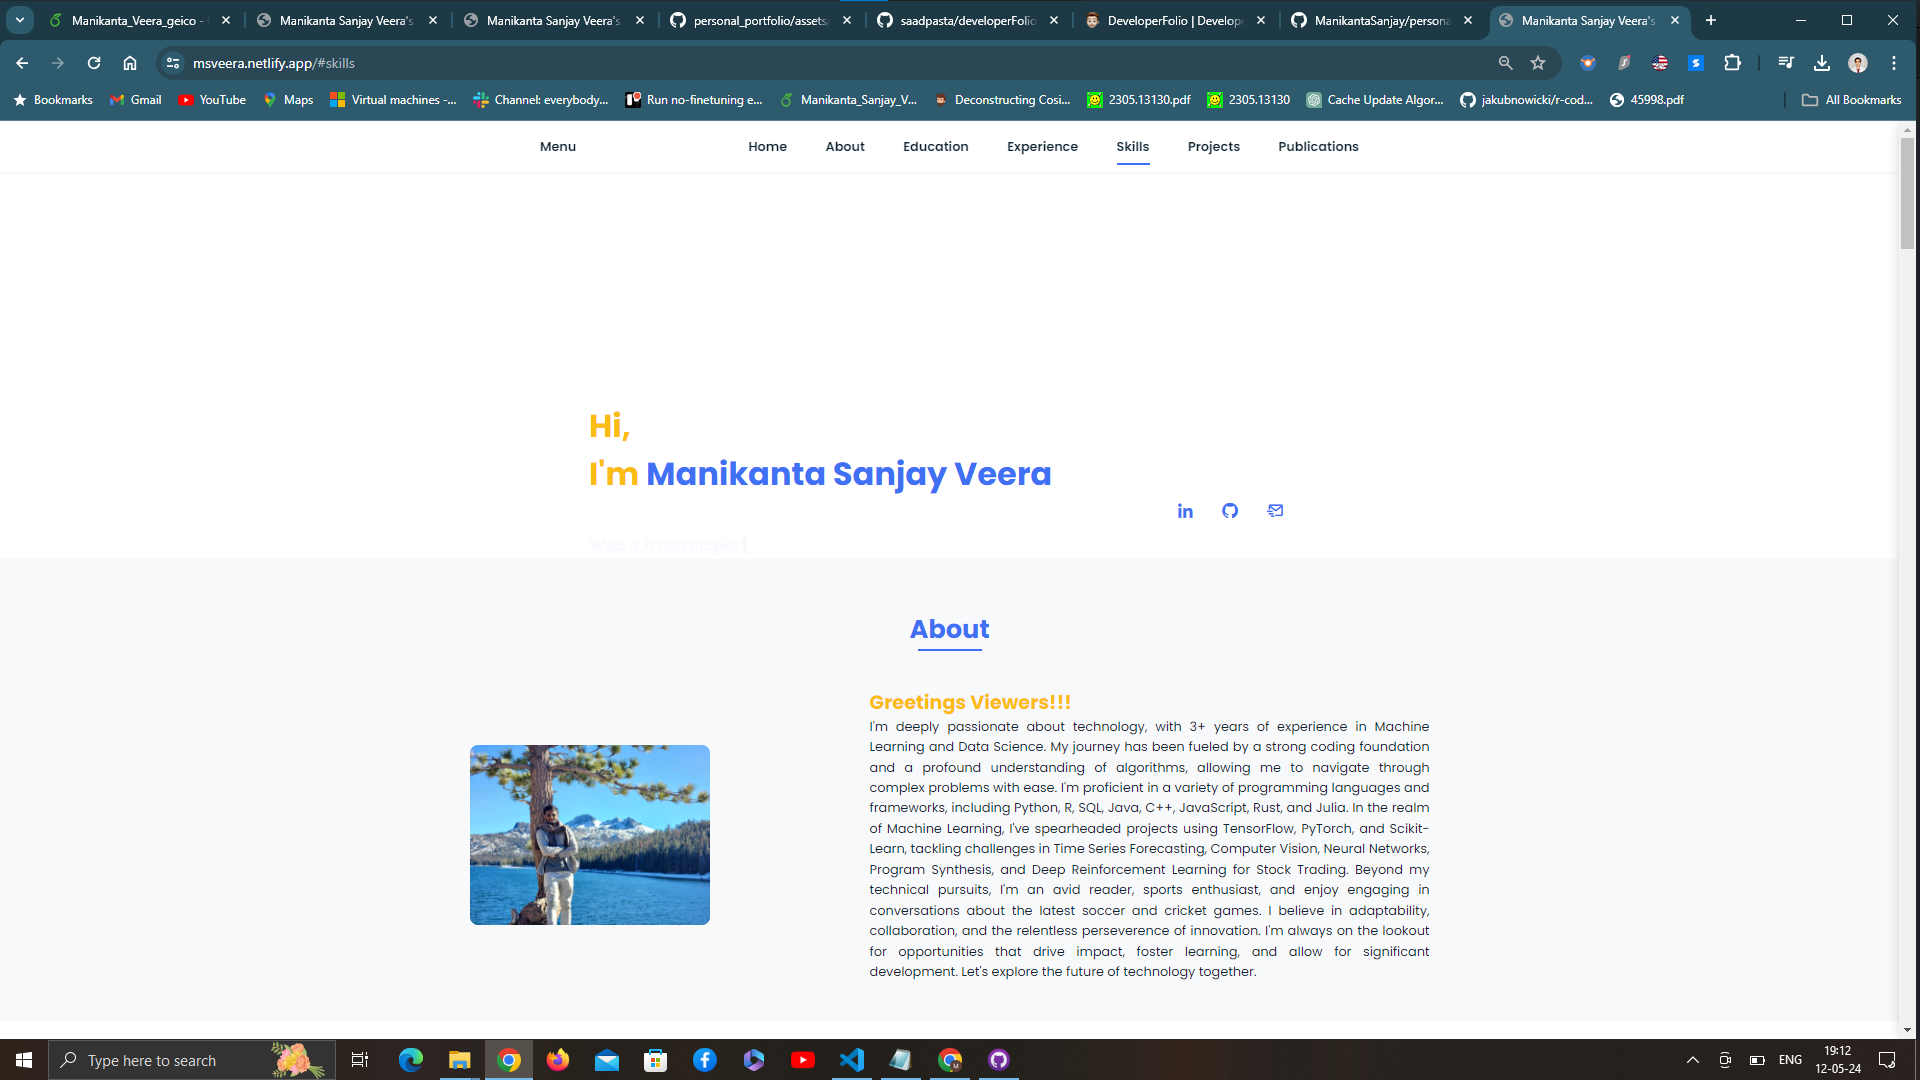 Manikanta_Veera_geico -
Manikanta Sanjay Veera's
Manikanta Sanjay Veera's
personal_portfolio/assets/
saadpasta/developerFolio
DeveloperFolio | Develope
ManikantaSanjay/persona
Manikanta Sanjay Veera's
msveera.netlify.app/#skills
Bookmarks
Gmail
YouTube
Maps
Virtual machines -...
Channel: everybody...
Run no-finetuning e...
Manikanta_Sanjay_V...
Deconstructing Cosi...
2305.13130.pdf
2305.13130
Cache Update Algor...
jakubnowicki/r-cod...
45998.pdf
All Bookmarks
Menu
Home
About
Education
Experience
Skills
Projects
Publications
Hi,
I'm Manikanta Sanjay Veera
Web 3.0 Developer|
About
Greetings Viewers!!!
I'm deeply passionate about technology, with 3+ years of experience in Machine
Learning and Data Science. My journey has been fueled by a strong coding foundation
and a profound understanding of algorithms, allowing me to navigate through
complex problems with ease. I'm proficient in a variety of programming languages and
frameworks, including Python, R, SQL, Java, C++, JavaScript, Rust, and Julia. In the realm
of Machine Learning, I've spearheaded projects using TensorFlow, PyTorch, and Scikit-
Learn, tackling challenges in Time Series Forecasting, Computer Vision, Neural Networks,
Program Synthesis, and Deep Reinforcement Learning for Stock Trading. Beyond my
technical pursuits, I'm an avid reader, sports enthusiast, and enjoy engaging in
conversations about the latest soccer and cricket games. I believe in adaptability,
collaboration, and the relentless perseverence of innovation. I'm always on the lookout
for opportunities that drive impact, foster learning, and allow for significant
development. Let's explore the future of technology together.
Type here to search
ENG
19:12
12-05-24